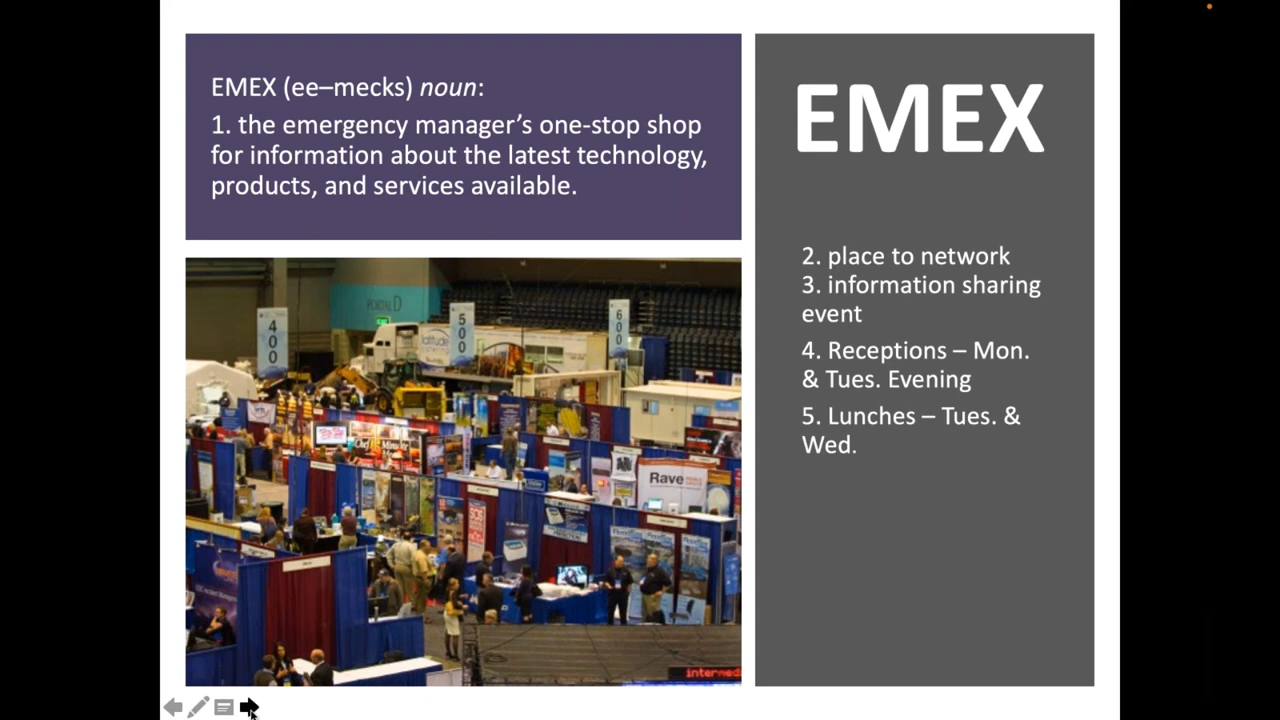 EMEX (ee–mecks) noun:
1. the emergency manager’s one-stop shop
for information about the latest technology,
products, and services available.
EMEX
2. place to network
3. information sharing
event
4. Receptions – Mon.
& Tues. Evening
5. Lunches – Tues. &
Wed.
PORTAL D
400
500
600
latitude
Rave